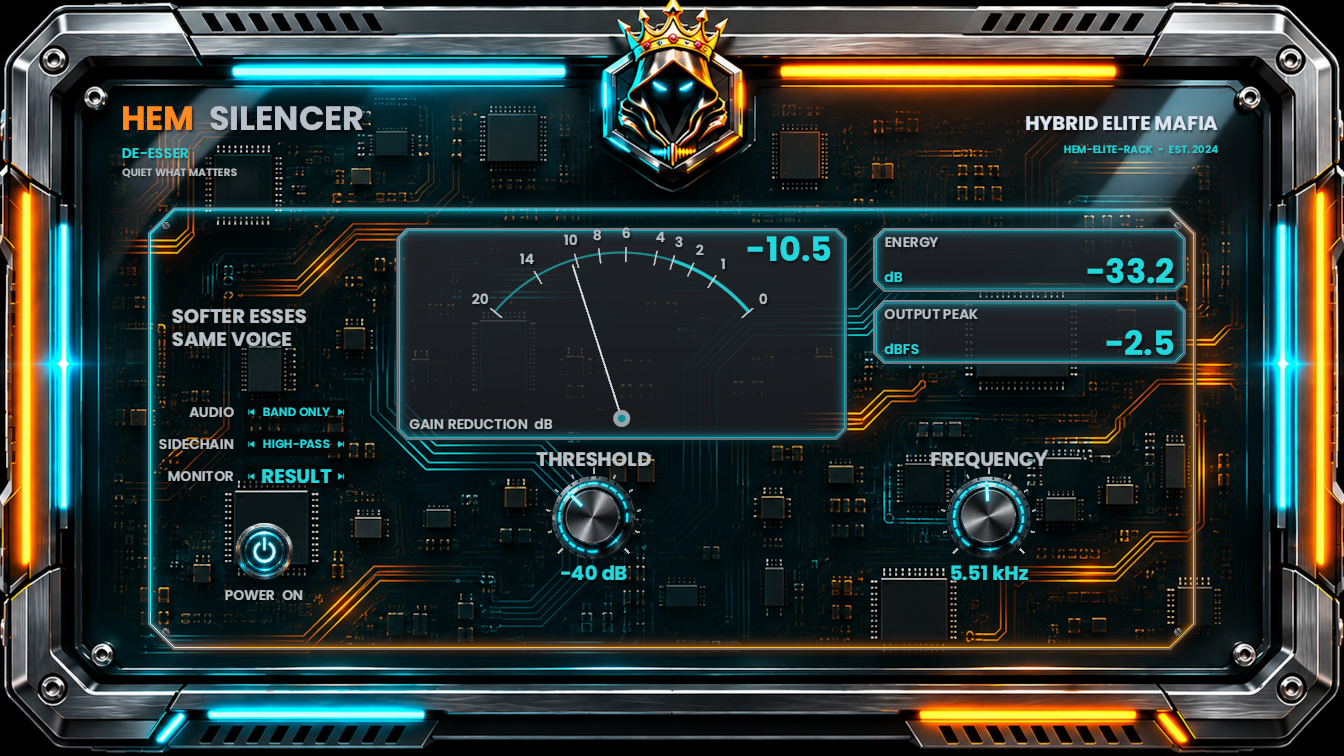 HEM SILENCER
DE-ESSER
QUIET WHAT MATTERS
HYBRID ELITE MAFIA
HEM-ELITE-RACK - EST. 2024
20 14 10 8 6 4 3 2 1 0
-10.5
GAIN REDUCTION dB
ENERGY
dB -33.2
OUTPUT PEAK
dBFS -2.5
SOFTER ESSES
SAME VOICE
AUDIO BAND ONLY
SIDECHAIN HIGH-PASS
MONITOR RESULT
POWER ON
THRESHOLD
-40 dB
FREQUENCY
5.51 kHz